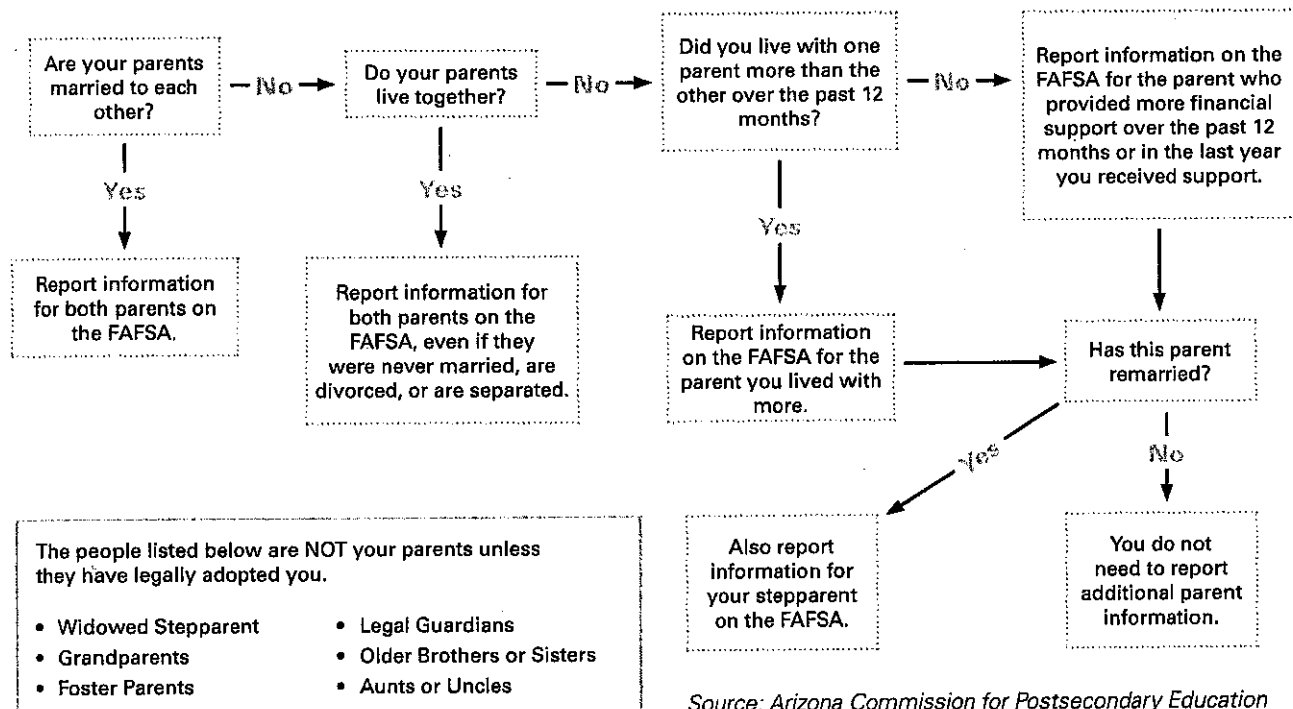 Are your parents
married to each
other?
No
Do your parents
live together?
No
Did you live with one
parent more than the
other over the past 12
months?
No
Report information on the
FAFSA for the parent who
provided more financial
support over the past 12
months or in the last year
you received support.
Yes
Yes
Yes
Report information
for both parents on
the FAFSA.
Report information for
both parents on the
FAFSA, even if they
were never married, are
divorced, or are separated.
Report information
on the FAFSA for the
parent you lived with
more.
Has this parent
remarried?
Yes
No
Also report
information for
your stepparent
on the FAFSA.
You do not
need to report
additional parent
information.
The people listed below are NOT your parents unless
they have legally adopted you.
• Widowed Stepparent
• Grandparents
• Foster Parents
• Legal Guardians
• Older Brothers or Sisters
• Aunts or Uncles
Source: Arizona Commission for Postsecondary Education